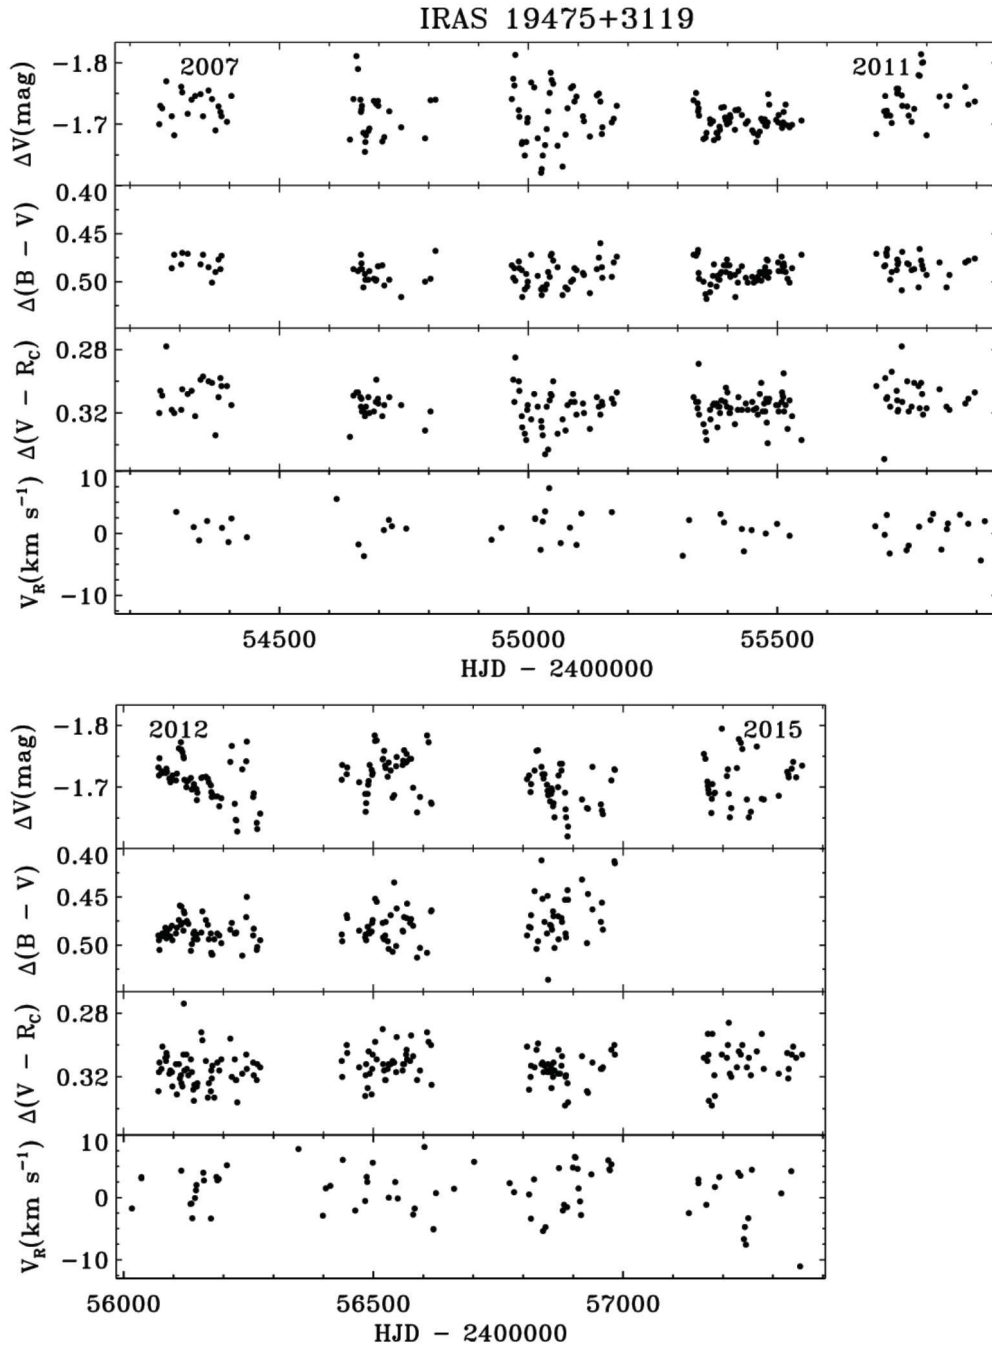 IRAS 19475+3119
ΔV(mag)
−1.8
−1.7
2007
2011
Δ(B − V)
0.40
0.45
0.50
Δ(V − R_C)
0.28
0.32
V_R(km s⁻¹)
10
0
−10
54500 55000 55500
HJD − 2400000
ΔV(mag)
−1.8
−1.7
2012
2015
Δ(B − V)
0.40
0.45
0.50
Δ(V − R_C)
0.28
0.32
V_R(km s⁻¹)
10
0
−10
56000 56500 57000
HJD − 2400000